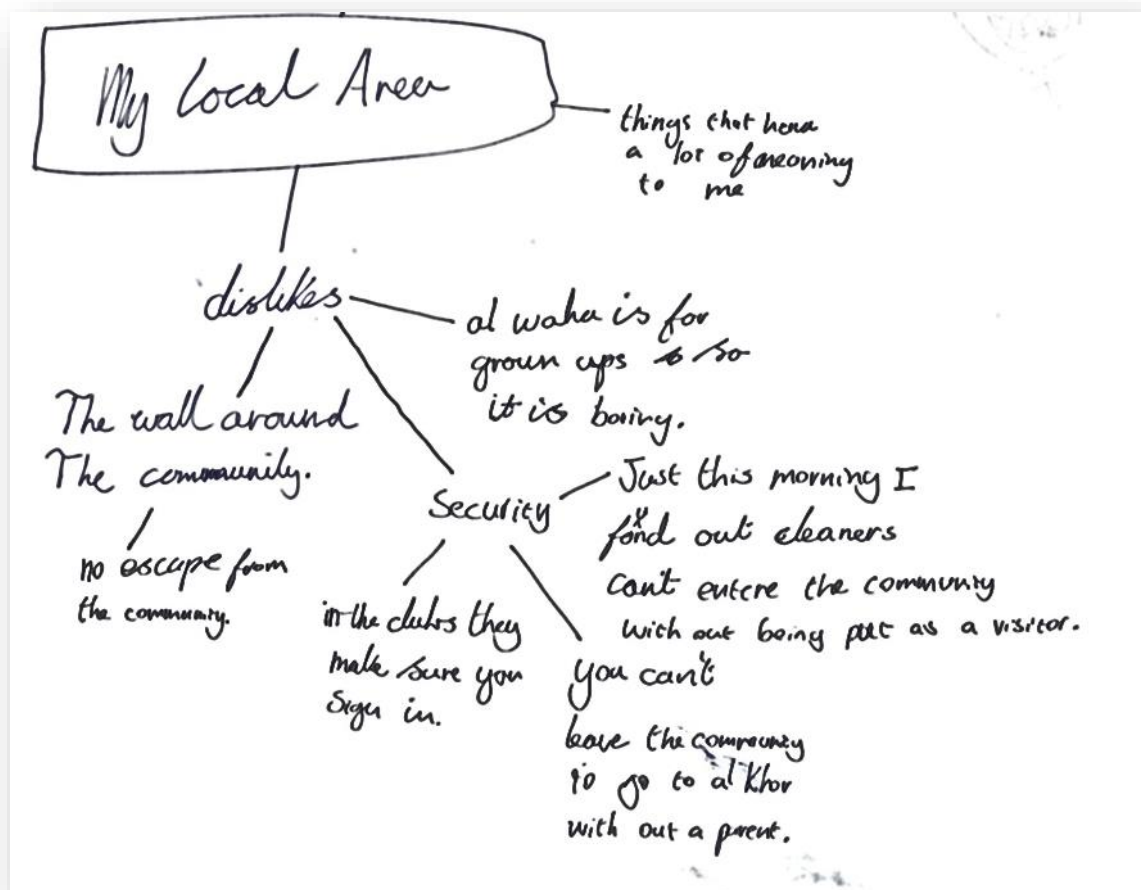 My local Area
things that have
a lot of meaning
to me
dislikes
al waha is for
grown ups so
it is boring.
The wall around
The community.
no escape from
the community.
Security
Just this morning I
found out cleaners
can't entere the community
with out being put as a visitor.
in the clubs they
make sure you
sign in.
you can't
leave the community
to go to al Khor
with out a parent.